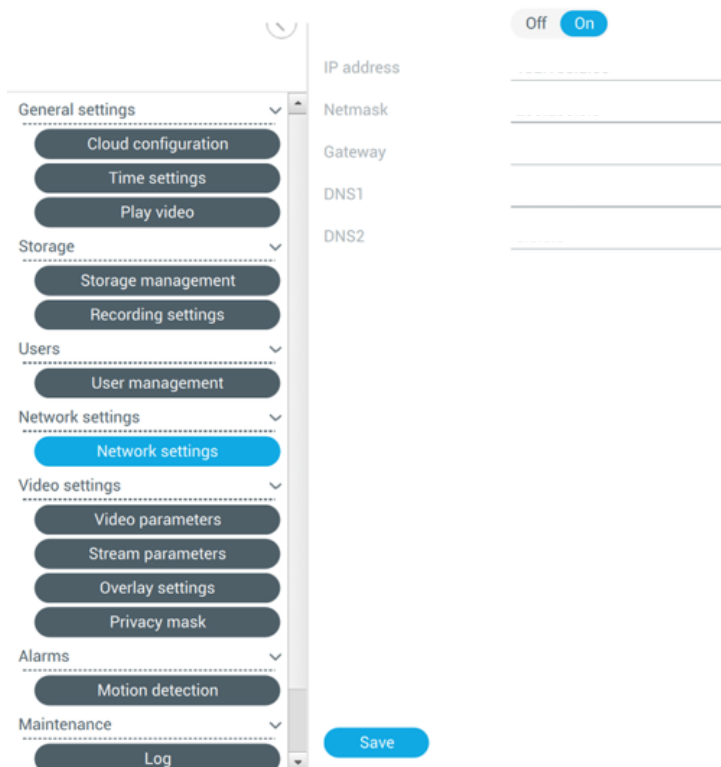 Off On
IP address
Netmask
Gateway
DNS1
DNS2
General settings
Cloud configuration
Time settings
Play video
Storage
Storage management
Recording settings
Users
User management
Network settings
Network settings
Video settings
Video parameters
Stream parameters
Overlay settings
Privacy mask
Alarms
Motion detection
Maintenance
Log
Save